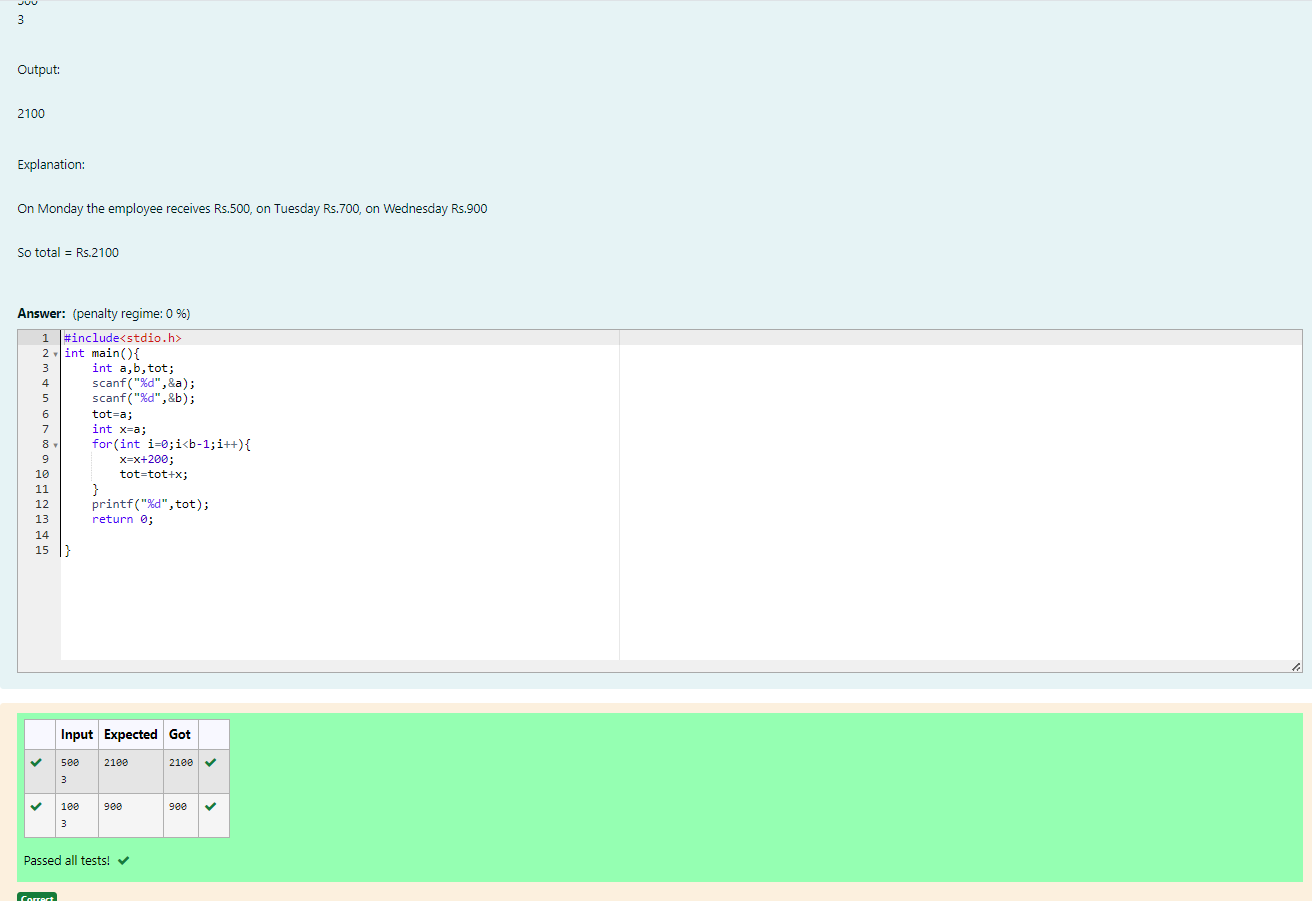 500
3
Output:
2100
Explanation:
On Monday the employee receives Rs.500, on Tuesday Rs.700, on Wednesday Rs.900
So total = Rs.2100
Answer: (penalty regime: 0 %)
1 #include<stdio.h>
2 int main(){
3     int a,b,tot;
4     scanf("%d",&a);
5     scanf("%d",&b);
6     tot=a;
7     int x=a;
8     for(int i=0;i<b-1;i++){
9         x=x+200;
10         tot=tot+x;
11     }
12     printf("%d",tot);
13     return 0;
14
15 }
Input Expected Got
500 2100 2100
3
100 900 900
3
Passed all tests!
Correct